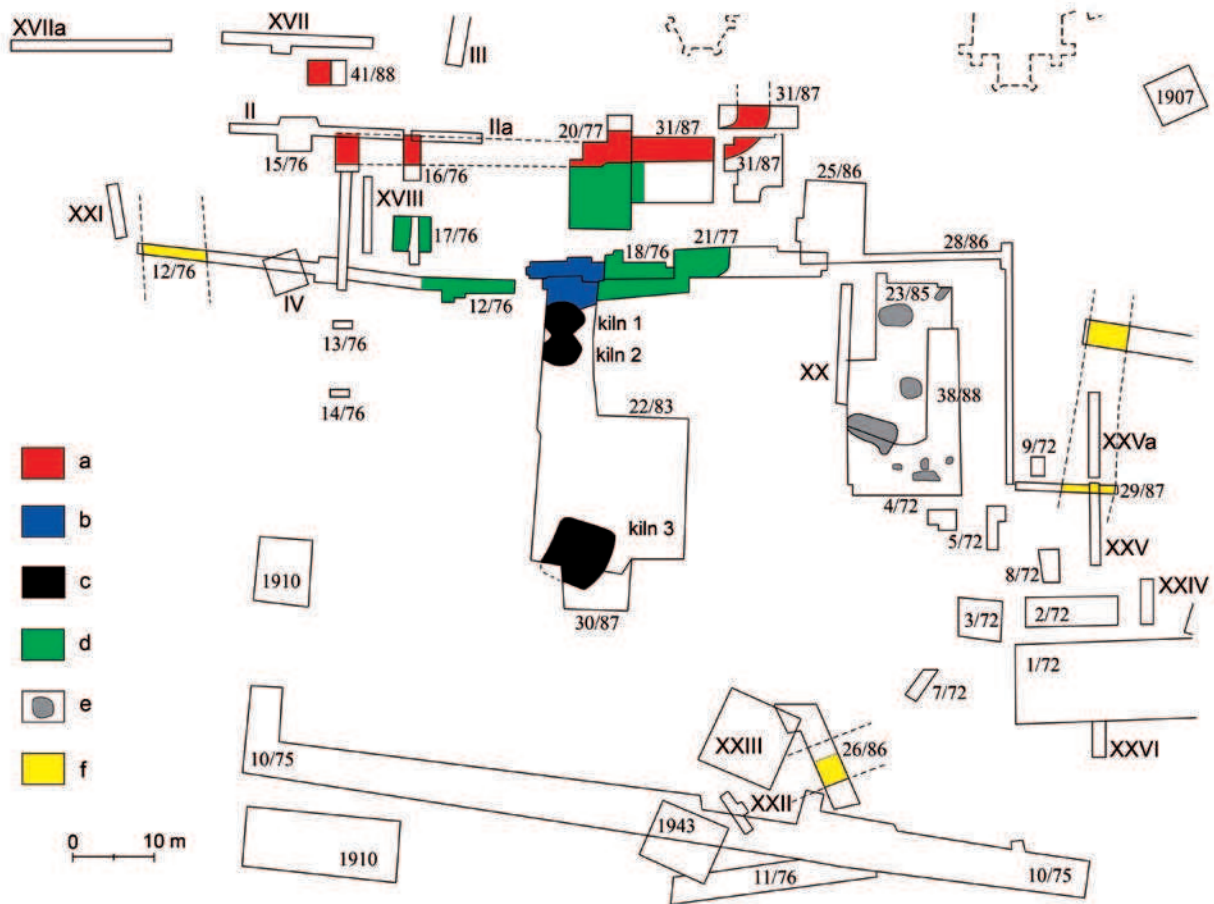 XVIIa
XVII
III
41/88
1907
II
IIa
20/77
31/87
31/87
31/87
15/76
16/76
25/86
XXI
XVIII
17/76
18/76
21/77
28/86
12/76
IV
12/76
23/85
13/76
kiln 1
kiln 2
XX
14/76
22/83
38/88
9/72
XXVa
a
29/87
4/72
b
kiln 3
5/72
XXV
c
1910
8/72
XXIV
3/72
2/72
30/87
d
1/72
7/72
e
XXIII
26/86
XXVI
10/75
f
XXII
0 10 m
1943
1910
11/76
10/75